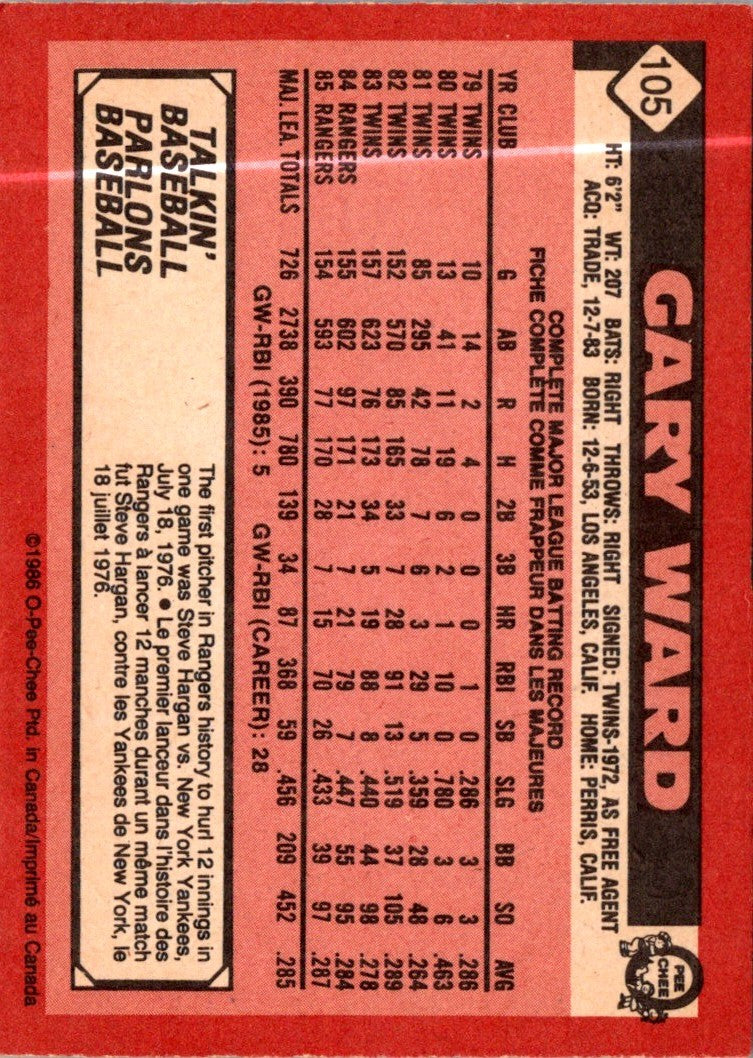 105
GARY WARD
HT: 6'2" WT: 207 BATS: RIGHT THROWS: RIGHT SIGNED: TWINS-1972, AS FREE AGENT
ACQ: TRADE, 12-7-83 BORN: 12-6-53, LOS ANGELES, CALIF. HOME: PERRIS, CALIF.
O
PEE
CHEE
COMPLETE MAJOR LEAGUE BATTING RECORD
FICHE COMPLÈTE COMME FRAPPEUR DANS LES MAJEURES
YR CLUB G AB R H 2B 3B HR RBI SB SLG BB SO AVG
79 TWINS 10 14 2 4 0 0 0 1 0 .286 3 3 .286
80 TWINS 13 41 11 19 6 2 1 10 0 .780 3 6 .463
81 TWINS 85 295 42 78 7 6 3 29 5 .359 28 48 .264
82 TWINS 152 570 85 165 33 7 28 91 13 .519 37 105 .289
83 TWINS 157 623 76 173 34 5 19 88 8 .440 44 98 .278
84 RANGERS 155 602 97 171 21 7 21 79 7 .447 55 95 .284
85 RANGERS 154 593 77 170 28 7 15 70 26 .433 39 97 .287
MAJ. LEA. TOTALS 726 2738 390 780 139 34 87 368 59 .456 209 452 .285
GW-RBI (1985): 5 GW-RBI (CAREER): 28
TALKIN'
BASEBALL
PARLONS
BASEBALL
The first pitcher in Rangers history to hurl 12 innings in
one game was Steve Hargan vs. New York Yankees,
July 18, 1976. ● Le premier lanceur dans l'histoire des
Rangers à lancer 12 manches durant un même match
fut Steve Hargan, contre les Yankees de New York, le
18 juillet 1976.
©1986 O-Pee-Chee Ptd. in Canada/Imprimé au Canada